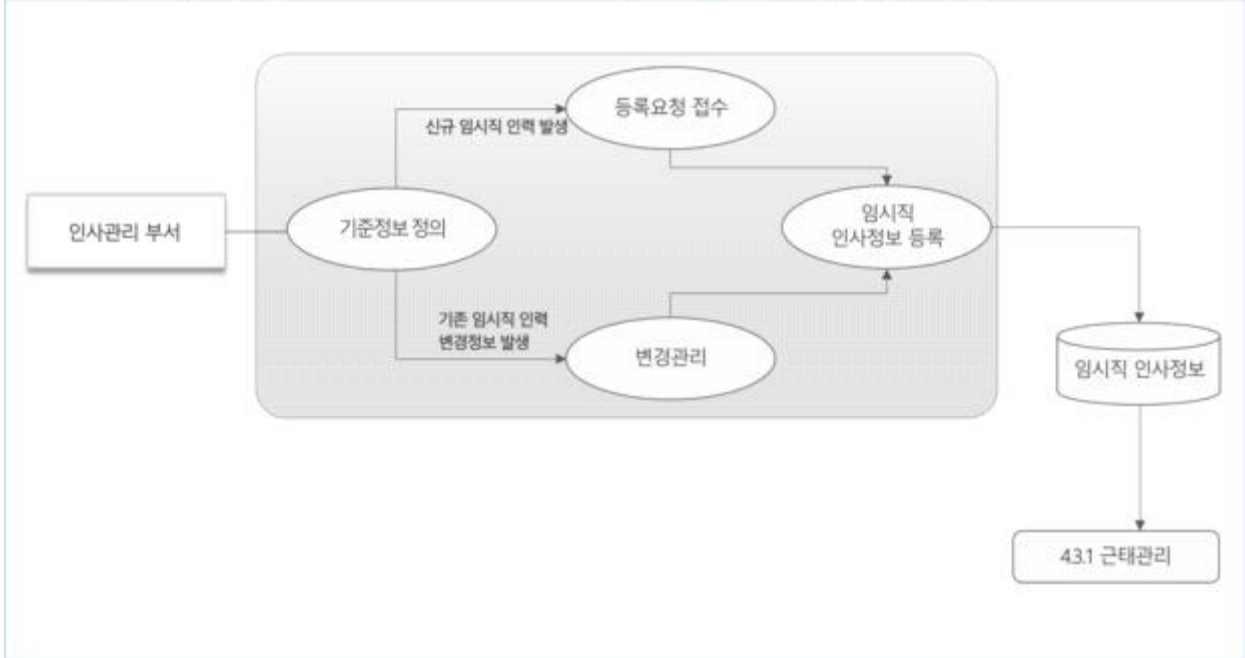 등록요청 접수
신규 임시직 인력 발생
인사관리 부서
기준정보 정의
임시직
인사정보 등록
기존 임시직 인력
변경정보 발생
변경관리
임시직 인사정보
4.3.1 근태관리